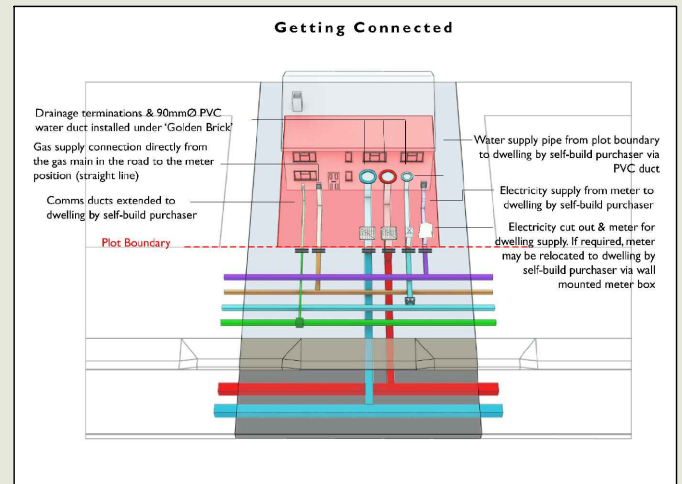 Getting Connected
Drainage terminations & 90mmØ PVC
water duct installed under ‘Golden Brick’
Gas supply connection directly from
the gas main in the road to the meter
position (straight line)
Comms ducts extended to
dwelling by self-build purchaser
Plot Boundary
Water supply pipe from plot boundary
to dwelling by self-build purchaser via
PVC duct
Electricity supply from meter to
dwelling by self-build purchaser
Electricity cut out & meter for
dwelling supply. If required, meter
may be relocated to dwelling by
self-build purchaser via wall
mounted meter box